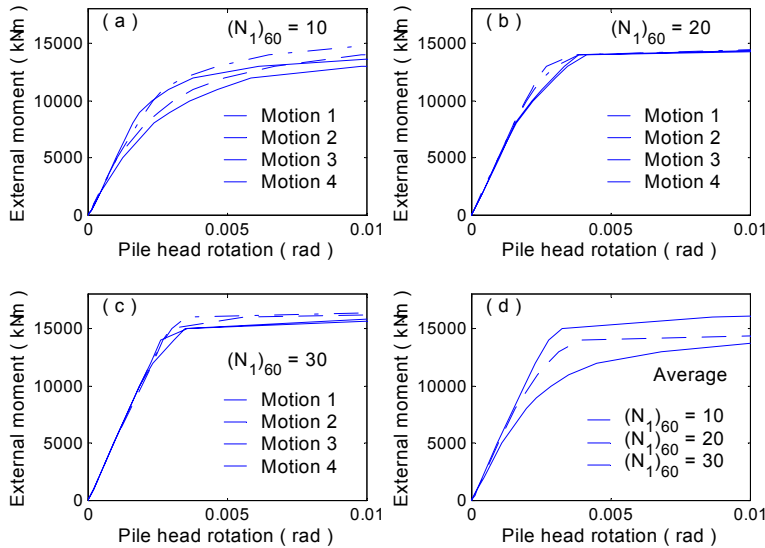 ( a )
(N1)60 = 10
External moment ( kNm )
15000
10000
5000
0
Motion 1
Motion 2
Motion 3
Motion 4
0
0.005
0.01
Pile head rotation ( rad )
( b )
(N1)60 = 20
External moment ( kNm )
15000
10000
5000
0
Motion 1
Motion 2
Motion 3
Motion 4
0
0.005
0.01
Pile head rotation ( rad )
( c )
(N1)60 = 30
External moment ( kNm )
15000
10000
5000
0
Motion 1
Motion 2
Motion 3
Motion 4
0
0.005
0.01
Pile head rotation ( rad )
( d )
Average
External moment ( kNm )
15000
10000
5000
0
(N1)60 = 10
(N1)60 = 20
(N1)60 = 30
0
0.005
0.01
Pile head rotation ( rad )